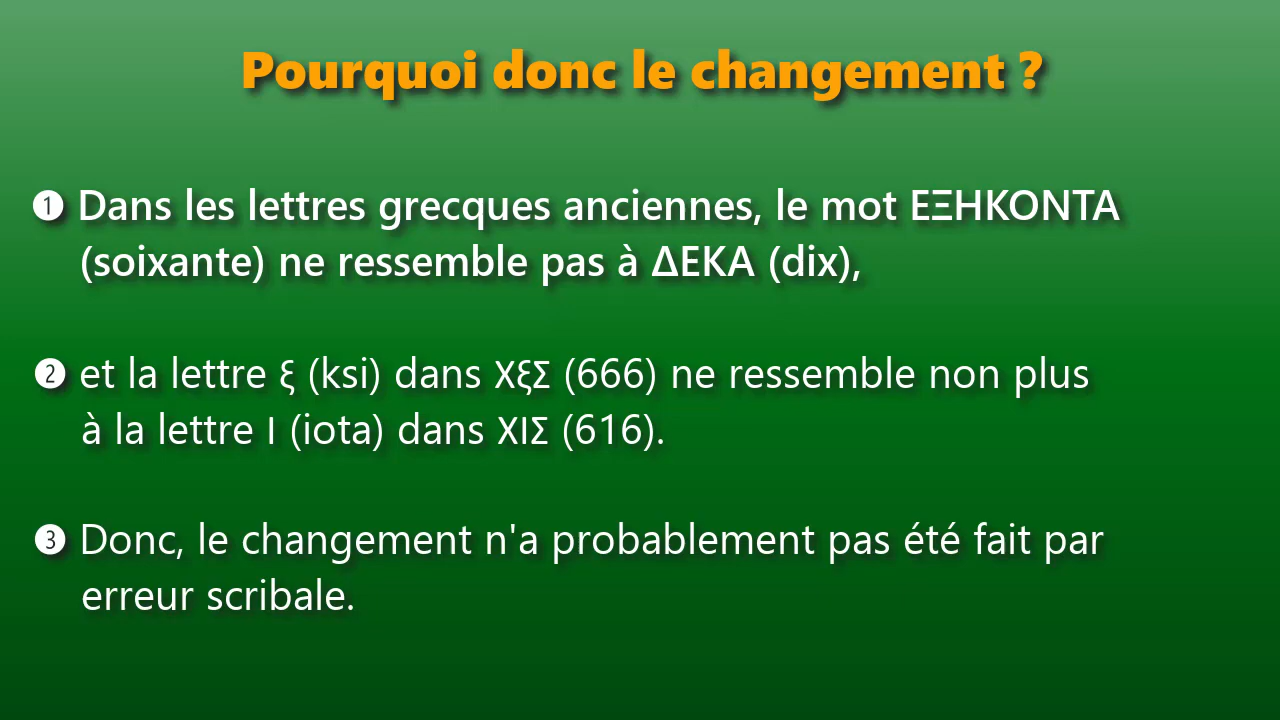 Pourquoi donc le changement ?
❶ Dans les lettres grecques anciennes, le mot ΕΞΗΚΟΝΤΑ
(soixante) ne ressemble pas à ΔΕΚΑ (dix),
❷ et la lettre ξ (ksi) dans ΧξΣ (666) ne ressemble non plus
à la lettre Ι (iota) dans ΧΙΣ (616).
❸ Donc, le changement n'a probablement pas été fait par
erreur scribale.